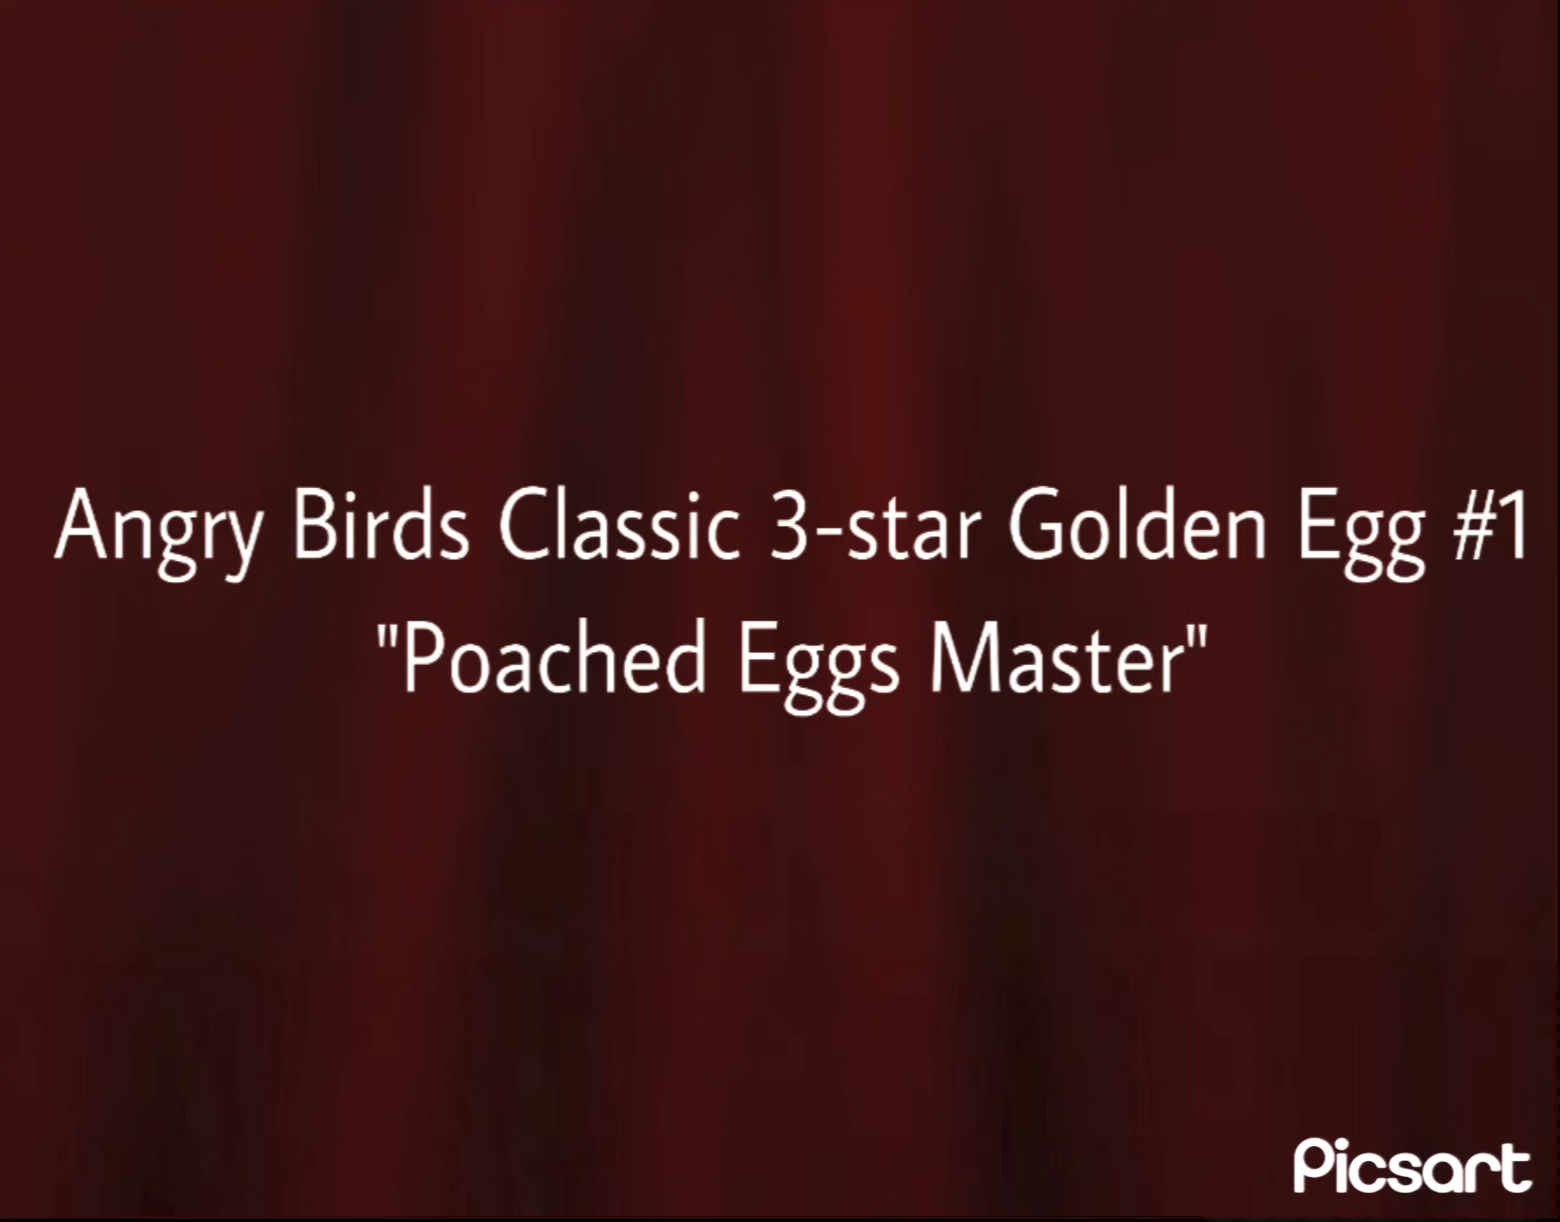 Angry Birds Classic 3-star Golden Egg #1
"Poached Eggs Master"
Picsart